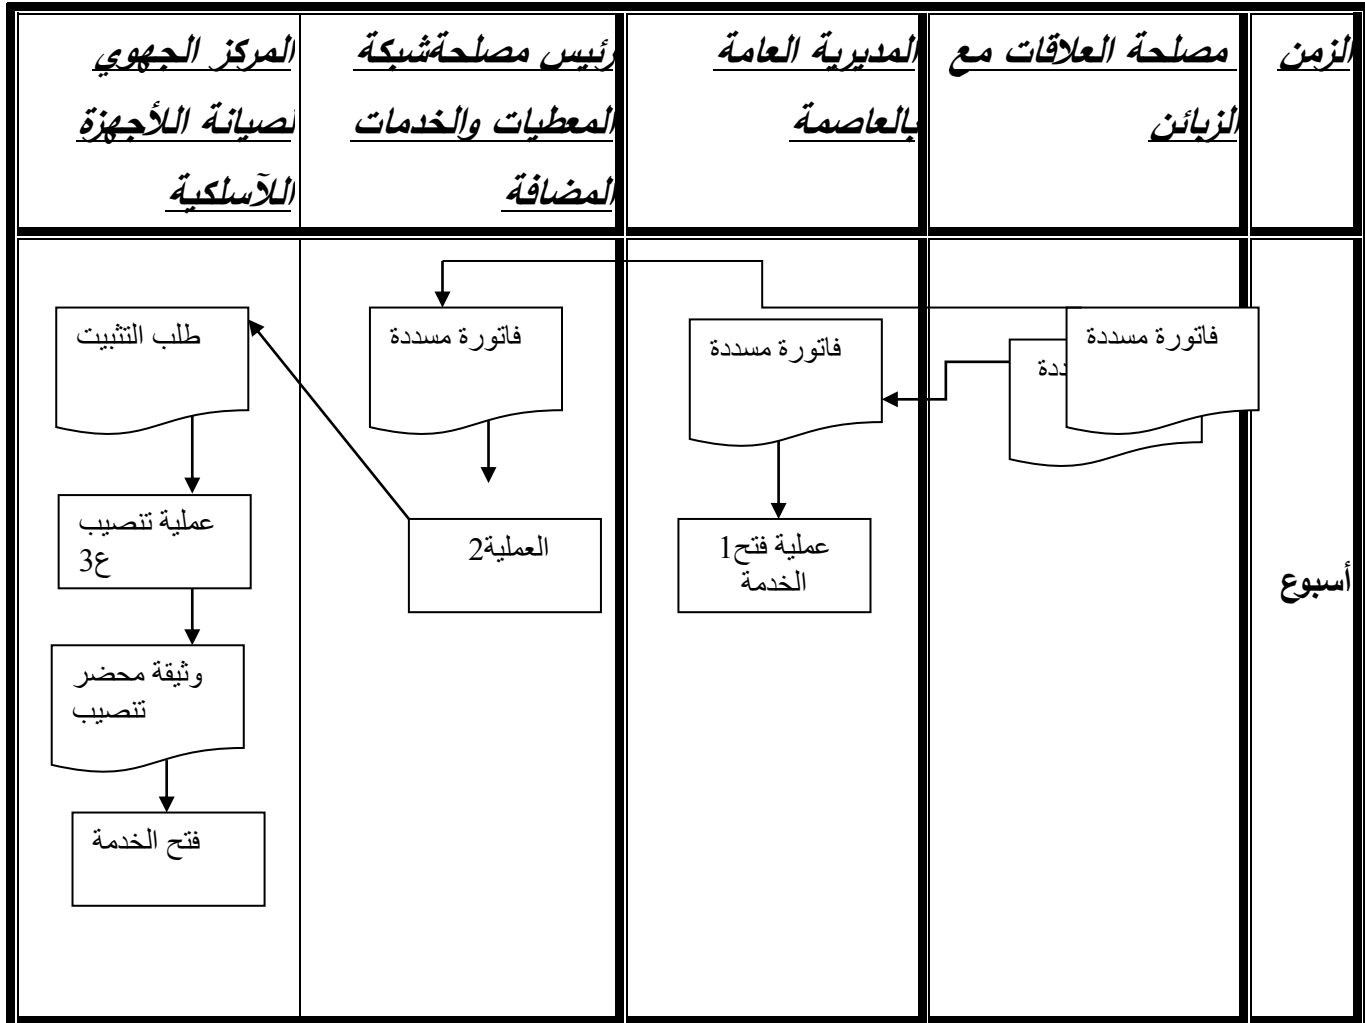 الزمن
مصلحة العلاقات مع
الزبائن
المديرية العامة
بالعاصمة
رئيس مصلحةشبكة
المعطيات والخدمات
المضافة
المركز الجهوي
لصيانة اللأجهزة
اللآسلكية
أسبوع
فاتورة مسددة
فاتورة مسددة
عملية فتح1
الخدمة
فاتورة مسددة
العملية2
طلب التثبيت
عملية تنصيب
ع3
وثيقة محضر
تنصيب
فتح الخدمة